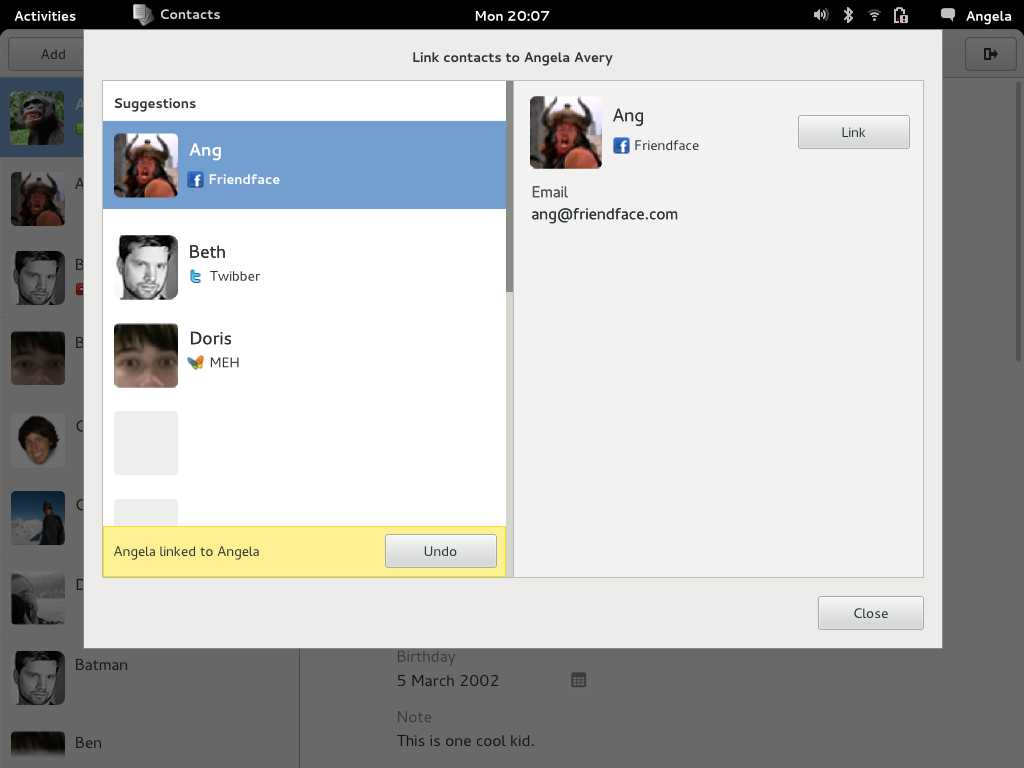 Activities
Contacts
Mon 20:07
Angela
Add
Link contacts to Angela Avery
Suggestions
Ang
Friendface
Beth
Twibber
Doris
MEH
Angela linked to Angela
Undo
Ang
Friendface
Link
Email
ang@friendface.com
Close
A
A
B
B
C
C
D
Batman
Ben
Birthday
5 March 2002
Note
This is one cool kid.